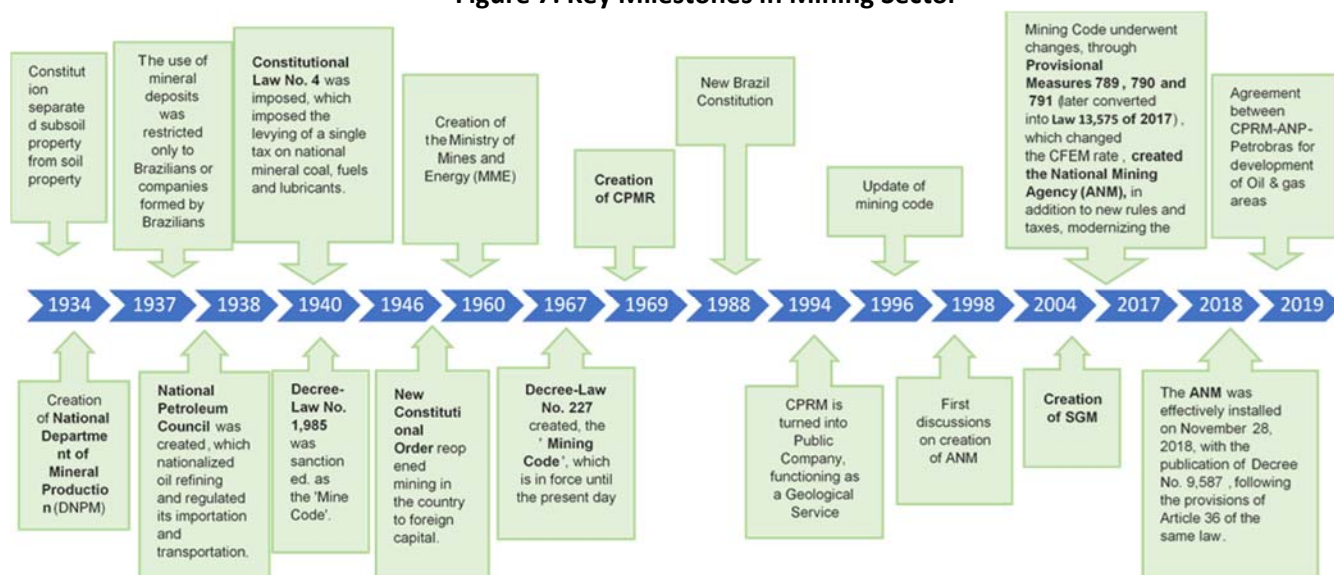 Figure 7: Key Milestones in Mining Sector
Constitut
ion
separate
d subsoil
property
from soil
property
The use of
mineral
deposits
was
restricted
only to
Brazilians or
companies
formed by
Brazilians
Constitutional
Law No. 4 was
imposed, which
imposed the
levying of a single
tax on national
mineral coal, fuels
and lubricants.
Creation of
the Ministry of
Mines and
Energy (MME)
Creation
of CPMR
New Brazil
Constitution
Update of
mining code
Mining Code underwent
changes, through
Provisional
Measures 789, 790 and
791 (later converted
into Law 13,575 of 2017),
which changed
the CFEM rate, created
the National Mining
Agency (ANM), in
addition to new rules and
taxes, modernizing the
Agreement
between
CPRM-ANP-
Petrobras for
development
of Oil & gas
areas
1934 1937 1938 1940 1946 1960 1967 1969 1988 1994 1996 1998 2004 2017 2018 2019
Creation
of National
Departme
nt of
Mineral
Productio
n (DNPM)
National
Petroleum
Council was
created, which
nationalized
oil refining
and regulated
its importation
and
transportation.
Decree-
Law No.
1,985
was
sanction
ed. as
the 'Mine
Code'.
New
Constituti
onal
Order reop
ened
mining in
the country
to foreign
capital.
Decree-Law
No. 227
created, the
' Mining
Code', which
is in force until
the present day
CPRM is
turned into
Public
Company,
functioning as
a Geological
Service
First
discussions
on creation
of ANM
Creation
of SGM
The ANM was
effectively installed
on November 28,
2018, with the
publication of Decree
No. 9,587 , following
the provisions of
Article 36 of the
same law.